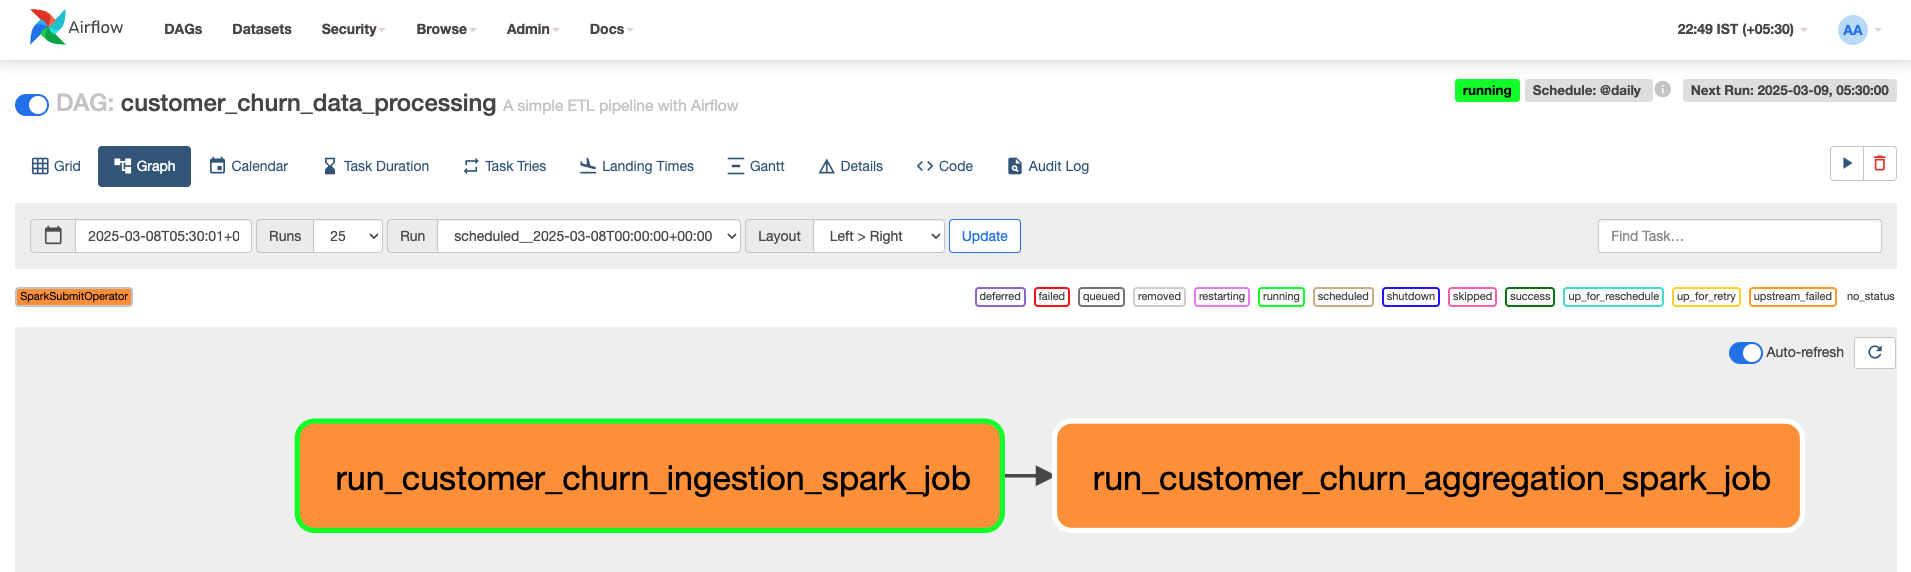 Airflow DAGs Datasets Security Browse Admin Docs 22:49 IST (+05:30) AA
DAG: customer_churn_data_processing A simple ETL pipeline with Airflow running Schedule: @daily i Next Run: 2025-03-09, 05:30:00
Grid Graph Calendar Task Duration Task Tries Landing Times Gantt Details Code Audit Log
2025-03-08T05:30:01+0 Runs 25 Run scheduled__2025-03-08T00:00:00+00:00 Layout Left > Right Update Find Task...
SparkSubmitOperator deferred failed queued removed restarting running scheduled shutdown skipped success up_for_reschedule up_for_retry upstream_failed no_status
Auto-refresh
run_customer_churn_ingestion_spark_job run_customer_churn_aggregation_spark_job